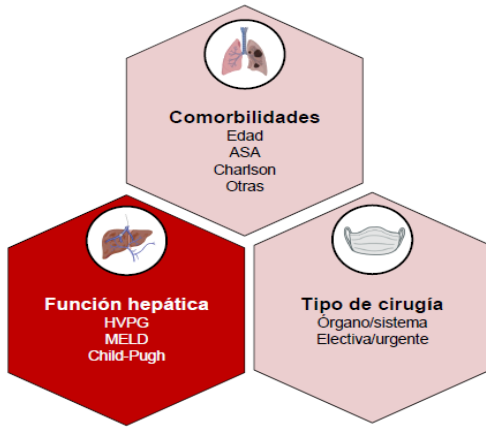 Comorbilidades
Edad
ASA
Charlson
Otras
Función hepática
HVPG
MELD
Child-Pugh
Tipo de cirugía
Órgano/sistema
Electiva/urgente